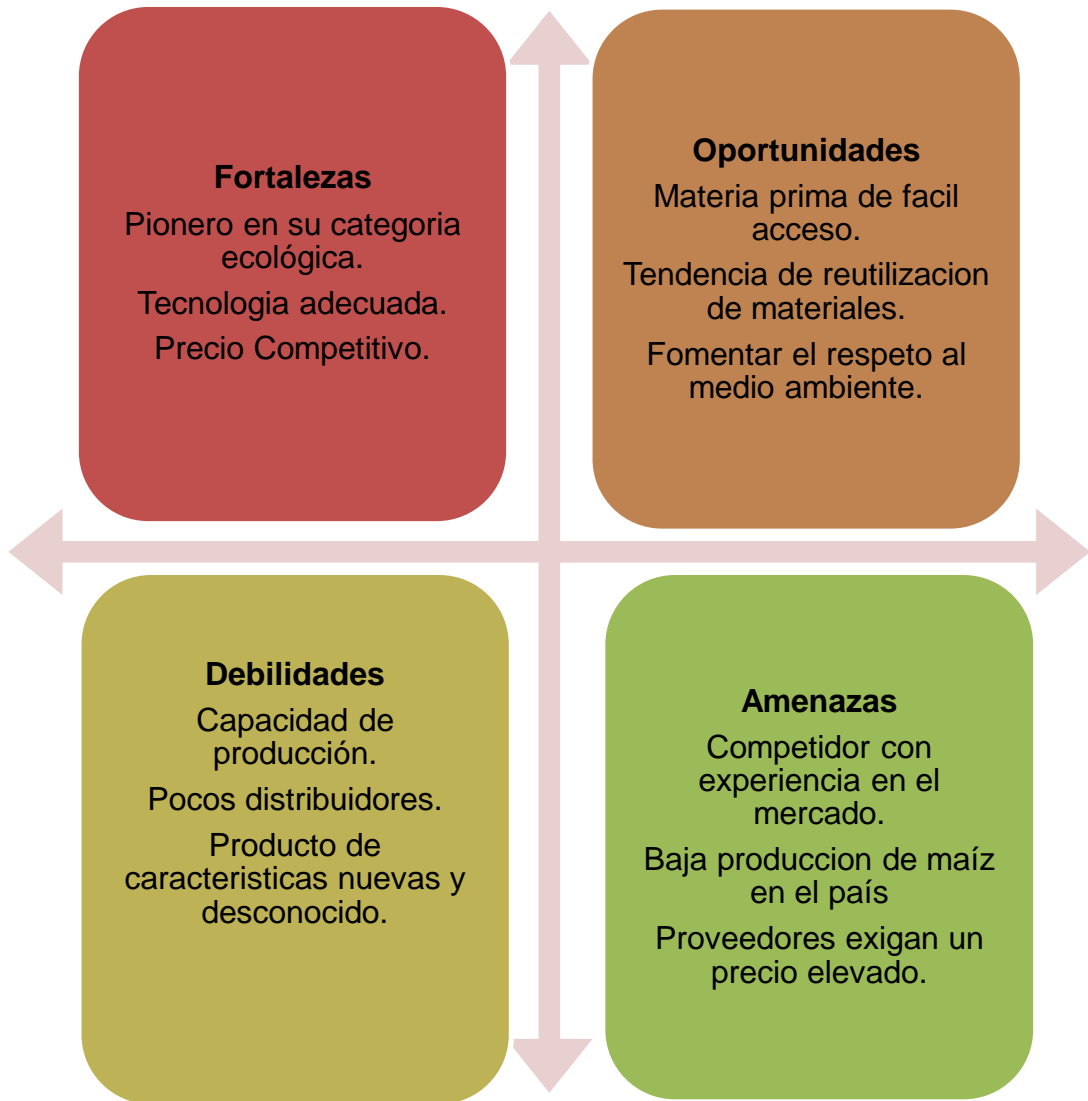 Fortalezas
Pionero en su categoria
ecológica.
Tecnologia adecuada.
Precio Competitivo.
Oportunidades
Materia prima de facil
acceso.
Tendencia de reutilizacion
de materiales.
Fomentar el respeto al
medio ambiente.
Debilidades
Capacidad de
producción.
Pocos distribuidores.
Producto de
caracteristicas nuevas y
desconocido.
Amenazas
Competidor con
experiencia en el
mercado.
Baja produccion de maíz
en el país
Proveedores exigan un
precio elevado.